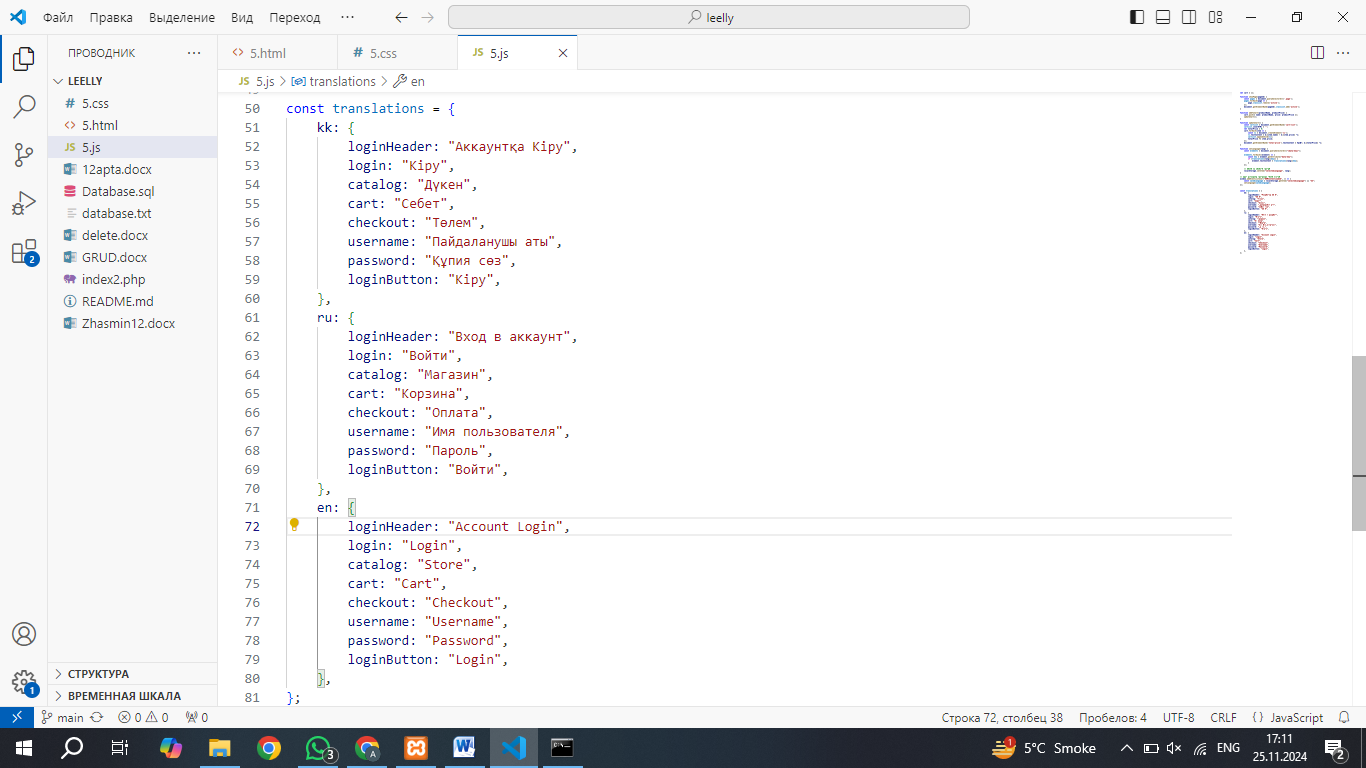 Файл Правка Выделение Вид Переход ··· leelly
ПРОВОДНИК ···
LEELLY
# 5.css
<> 5.html
JS 5.js
12apta.docx
Database.sql
database.txt
delete.docx
GRUD.docx
index2.php
README.md
Zhasmin12.docx
СТРУКТУРА
ВРЕМЕННАЯ ШКАЛА
2
1
<> 5.html # 5.css JS 5.js
JS 5.js > translations > en
50 const translations = {
51 kk: {
52 loginHeader: "Аккаунтқа Кіру",
53 login: "Кіру",
54 catalog: "Дүкен",
55 cart: "Себет",
56 checkout: "Төлем",
57 username: "Пайдаланушы аты",
58 password: "Құпия сөз",
59 loginButton: "Кіру",
60 },
61 ru: {
62 loginHeader: "Вход в аккаунт",
63 login: "Войти",
64 catalog: "Магазин",
65 cart: "Корзина",
66 checkout: "Оплата",
67 username: "Имя пользователя",
68 password: "Пароль",
69 loginButton: "Войти",
70 },
71 en: {
72 loginHeader: "Account Login",
73 login: "Login",
74 catalog: "Store",
75 cart: "Cart",
76 checkout: "Checkout",
77 username: "Username",
78 password: "Password",
79 loginButton: "Login",
80 },
81 };
main 0 0 0 Строка 72, столбец 38 Пробелов: 4 UTF-8 CRLF {} JavaScript
3 A W 1 5°C Smoke ENG 17:11 2
25.11.2024